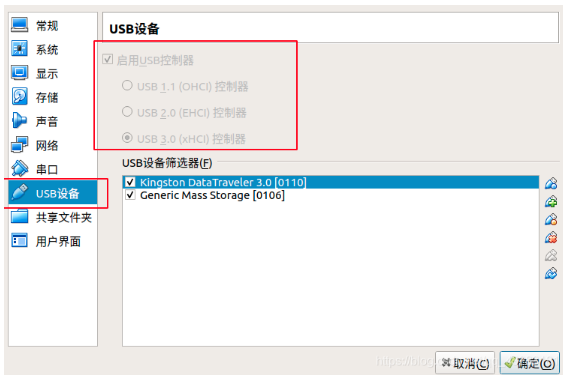 常规
系统
显示
存储
声音
网络
串口
USB设备
共享文件夹
用户界面
USB设备
启用USB控制器
USB 1.1 (OHCI) 控制器
USB 2.0 (EHCI) 控制器
USB 3.0 (xHCI) 控制器
USB设备筛选器(F)
Kingston DataTraveler 3.0 [0110]
Generic Mass Storage [0106]
取消(C)
确定(O)